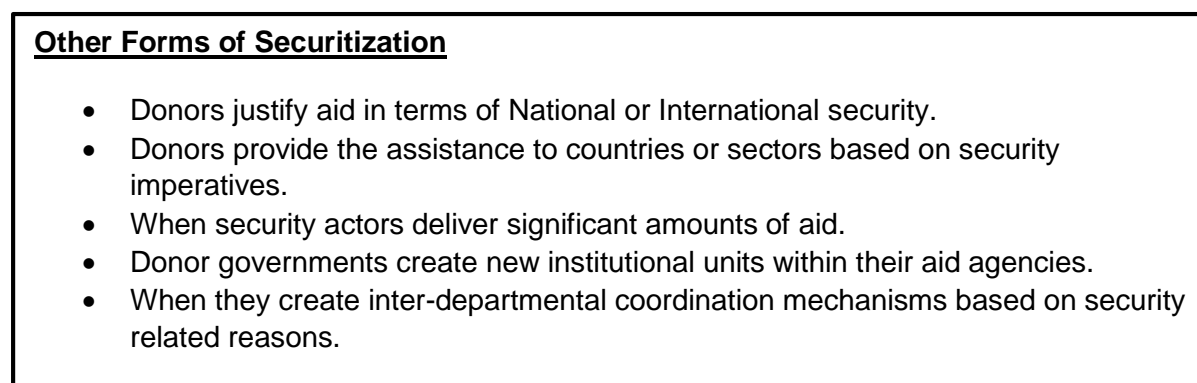 Other Forms of Securitization
• Donors justify aid in terms of National or International security.
• Donors provide the assistance to countries or sectors based on security
imperatives.
• When security actors deliver significant amounts of aid.
• Donor governments create new institutional units within their aid agencies.
• When they create inter-departmental coordination mechanisms based on security
related reasons.